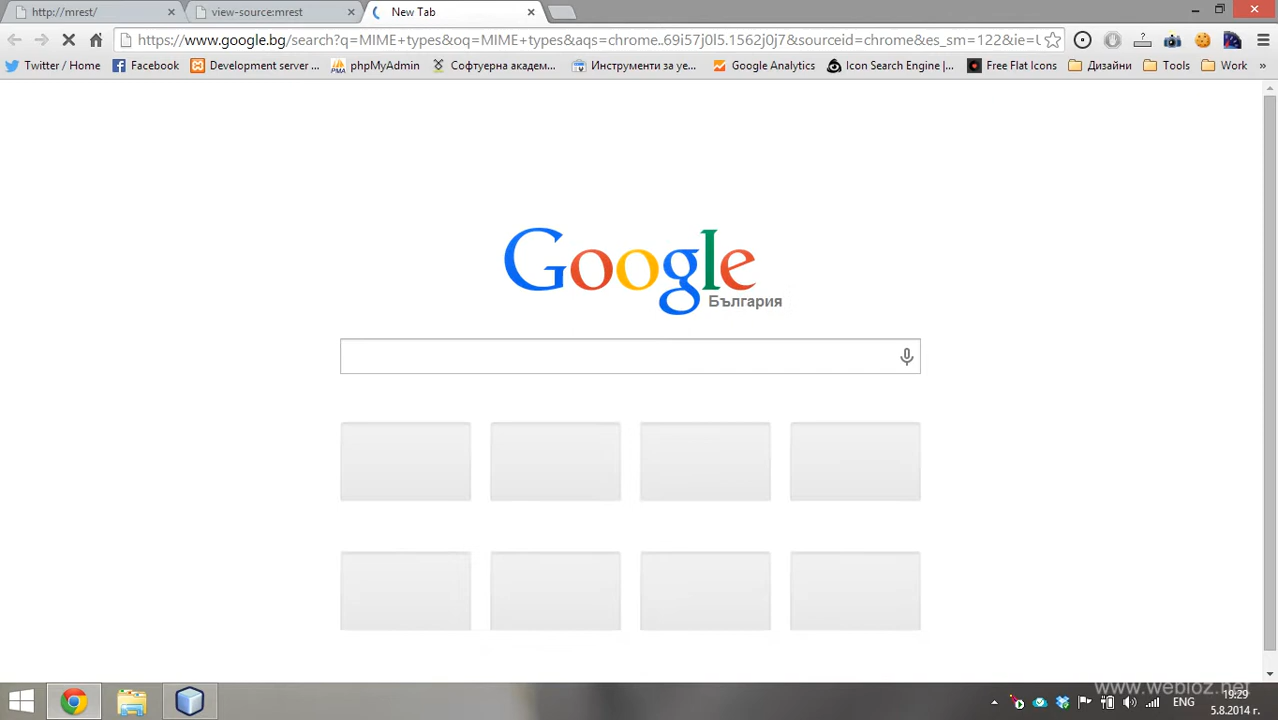 http://mrest/
view-source:mrest
New Tab
https://www.google.bg/search?q=MIME+types&oq=MIME+types&aqs=chrome..69i57j0l5.1562j0j7&sourceid=chrome&es_sm=122&ie=U
Twitter / Home
Facebook
Development server ...
phpMyAdmin
Софтуерна академ...
Инструменти за уе...
Google Analytics
Icon Search Engine |...
Free Flat Icons
Дизайни
Tools
Work
»
Google
България
www.webloz.net
ENG
19:29
5.8.2014 г.